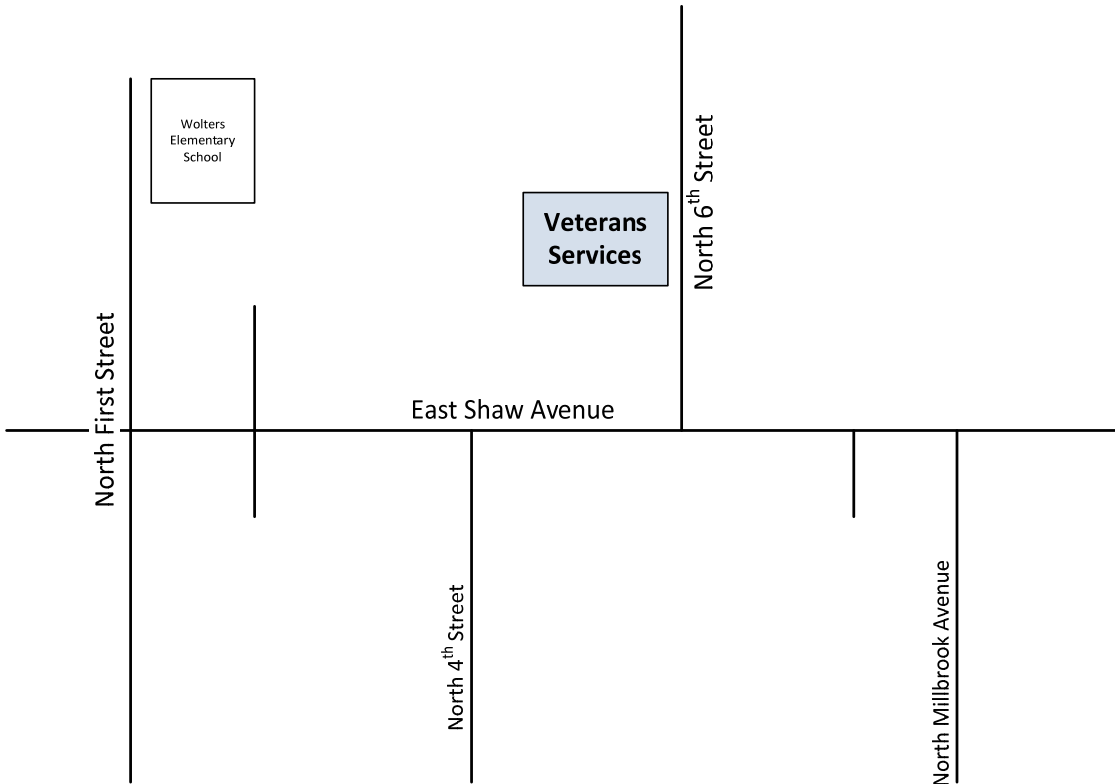 Wolters
Elementary
School
North 6th Street
Veterans
Services
North First Street
East Shaw Avenue
North 4th Street
North Millbrook Avenue